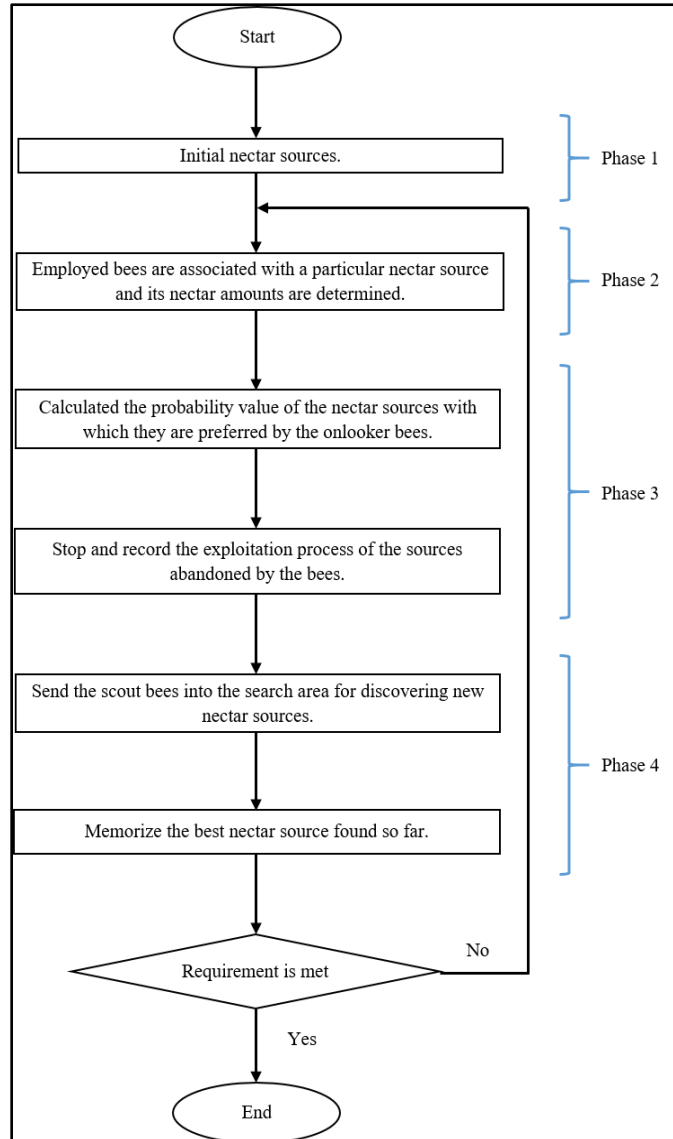 Start
Initial nectar sources.
Phase 1
Employed bees are associated with a particular nectar source
and its nectar amounts are determined.
Phase 2
Calculated the probability value of the nectar sources with
which they are preferred by the onlooker bees.
Phase 3
Stop and record the exploitation process of the sources
abandoned by the bees.
Send the scout bees into the search area for discovering new
nectar sources.
Phase 4
Memorize the best nectar source found so far.
Requirement is met
No
Yes
End